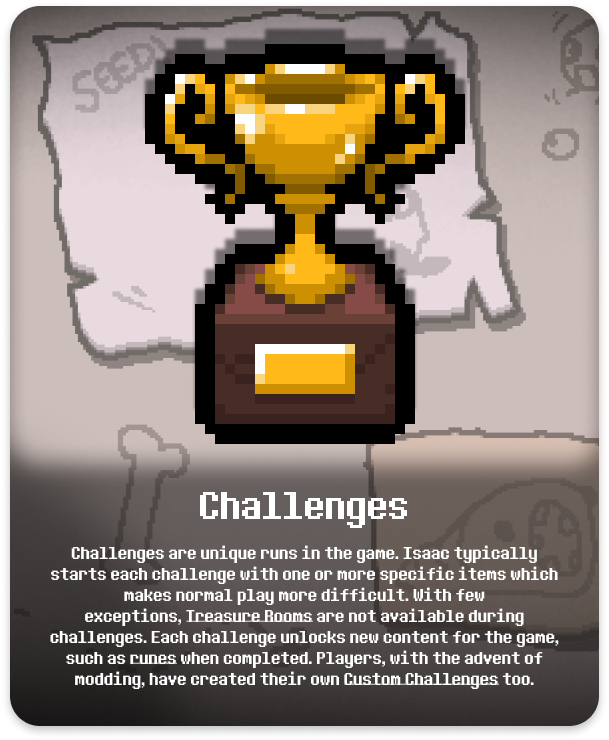 SEED
Challenges
Challenges are unique runs in the game. Isaac typically
starts each challenge with one or more specific items which
makes normal play more difficult. With few
exceptions, Treasure Rooms are not available during
challenges. Each challenge unlocks new content for the game,
such as runes when completed. Players, with the advent of
modding, have created their own Custom Challenges too.